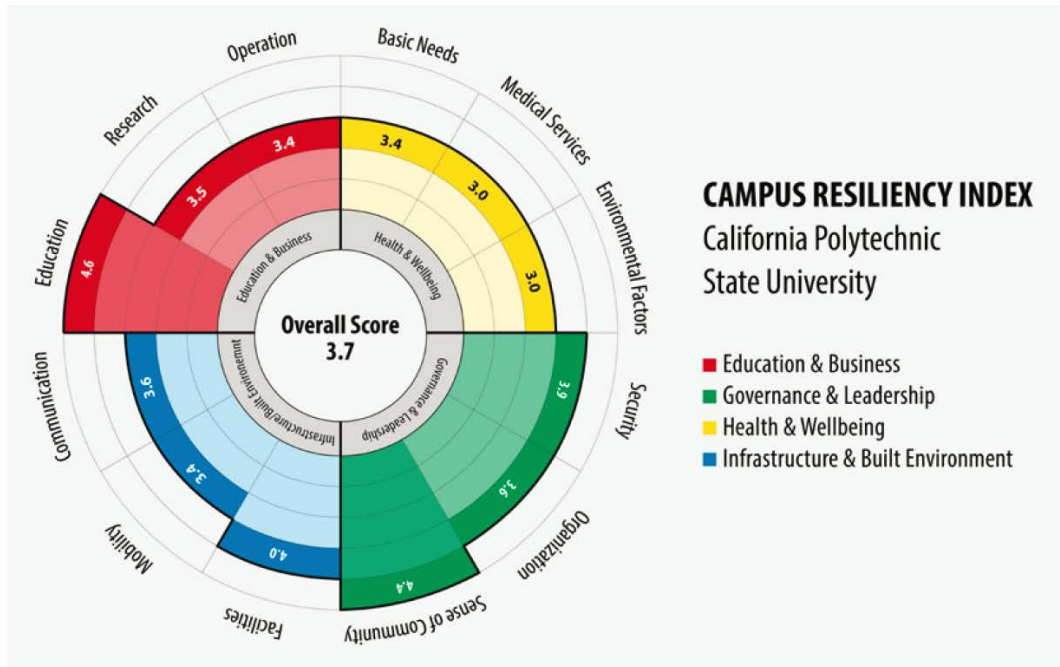 Operation
Basic Needs
Research
Medical Services
Education
Environmental Factors
Communication
Security
Mobility
Organization
Facilities
Sense of Community
3.4
3.4
3.5
3.0
4.6
3.0
3.6
3.9
3.4
3.6
4.0
4.4
Education & Business
Health & Wellbeing
Infrastructure/Built Environemnt
Governance & Leadership
Overall Score
3.7
CAMPUS RESILIENCY INDEX
California Polytechnic
State University
Education & Business
Governance & Leadership
Health & Wellbeing
Infrastructure & Built Environment